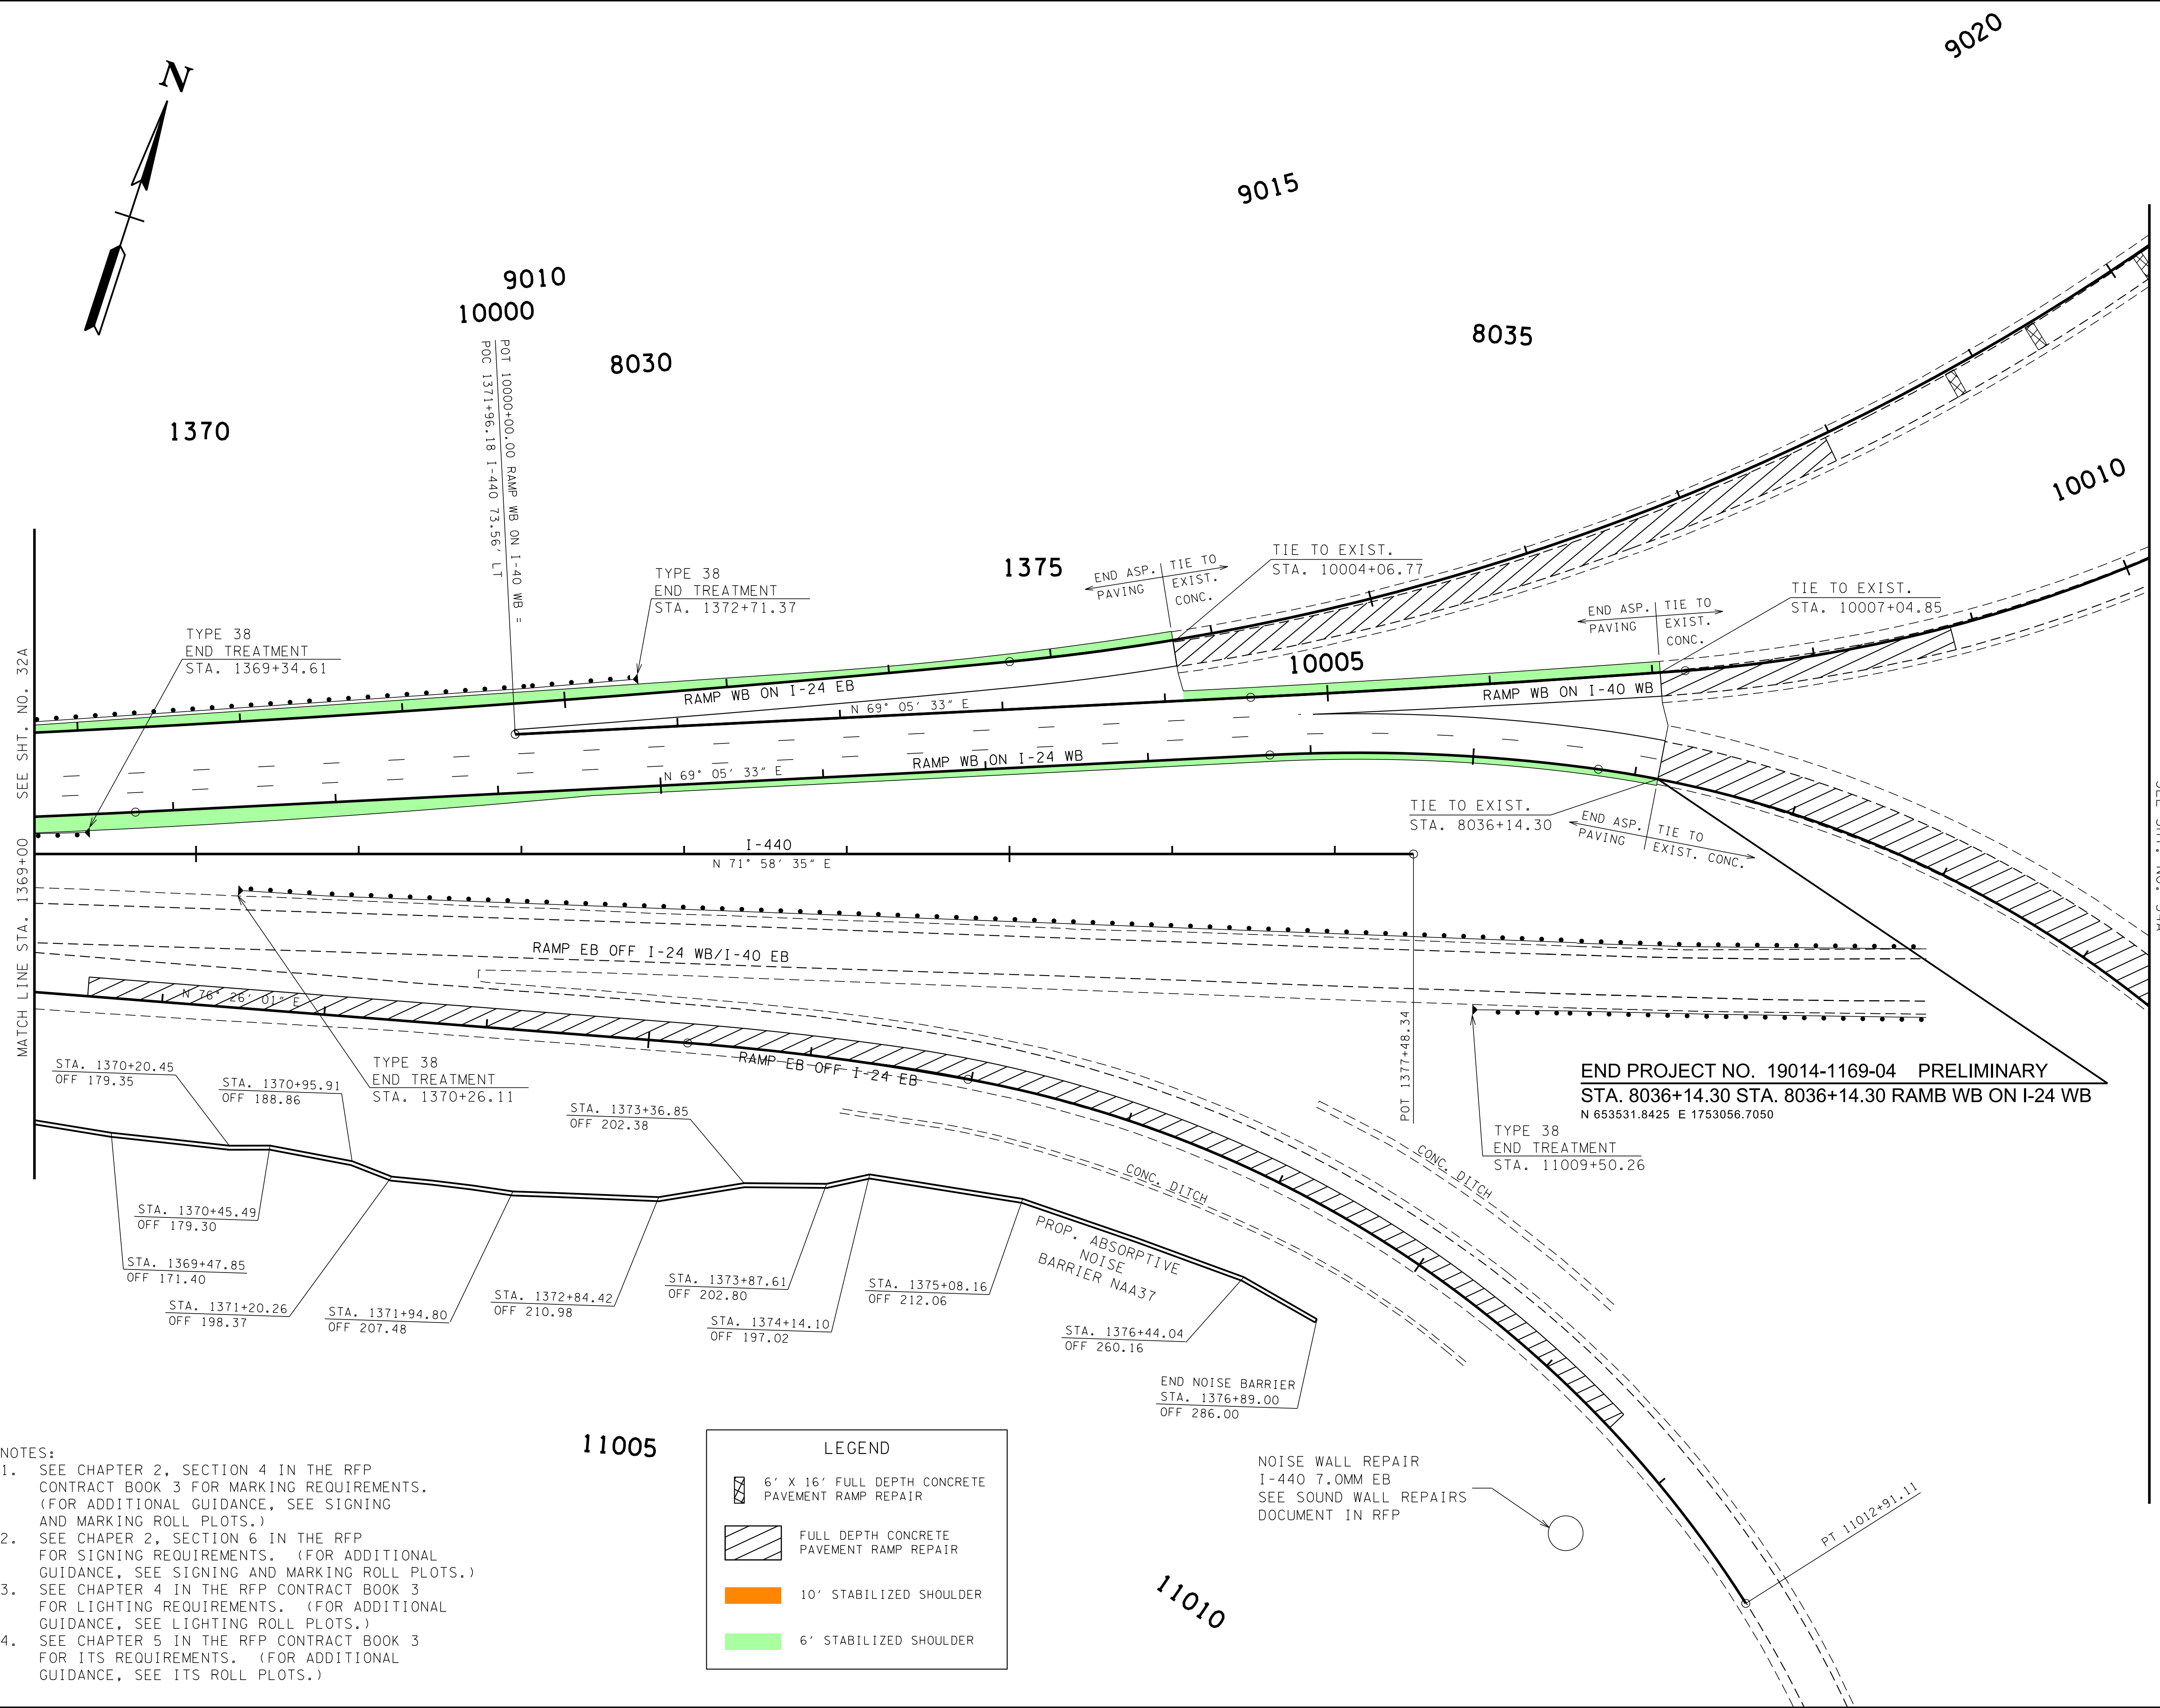 N
9020
9015
9010
10000
8030
8035
1370
1375
10005
10010
POT 10000+00.00 RAMP WB ON I-40 WB =
POC 1371+96.18 I-440 73.56' LT
TYPE 38
END TREATMENT
STA. 1369+34.61
TYPE 38
END TREATMENT
STA. 1372+71.37
END ASP.
PAVING
TIE TO
EXIST.
CONC.
TIE TO EXIST.
STA. 10004+06.77
END ASP.
PAVING
TIE TO
EXIST.
CONC.
TIE TO EXIST.
STA. 10007+04.85
RAMP WB ON I-24 EB
N 69° 05' 33" E
RAMP WB ON I-40 WB
RAMP WB ON I-24 WB
N 69° 05' 33" E
TIE TO EXIST.
STA. 8036+14.30
END ASP.
PAVING
TIE TO
EXIST. CONC.
MATCH LINE STA. 1369+00 SEE SHT. NO. 32A
I-440
N 71° 58' 35" E
RAMP EB OFF I-24 WB/I-40 EB
N 76° 26' 01" E
RAMP EB OFF I-24 EB
POT 1377+48.34
TYPE 38
END TREATMENT
STA. 1370+26.11
END PROJECT NO. 19014-1169-04 PRELIMINARY
STA. 8036+14.30 STA. 8036+14.30 RAMB WB ON I-24 WB
N 653531.8425 E 1753056.7050
TYPE 38
END TREATMENT
STA. 11009+50.26
STA. 1370+20.45
OFF 179.35
STA. 1370+95.91
OFF 188.86
STA. 1373+36.85
OFF 202.38
STA. 1370+45.49
OFF 179.30
STA. 1369+47.85
OFF 171.40
STA. 1371+20.26
OFF 198.37
STA. 1371+94.80
OFF 207.48
STA. 1372+84.42
OFF 210.98
STA. 1373+87.61
OFF 202.80
STA. 1374+14.10
OFF 197.02
STA. 1375+08.16
OFF 212.06
STA. 1376+44.04
OFF 260.16
END NOISE BARRIER
STA. 1376+89.00
OFF 286.00
CONC. DITCH
CONC. DITCH
PROP. ABSORPTIVE
NOISE
BARRIER NAA37
11005
11010
NOISE WALL REPAIR
I-440 7.0MM EB
SEE SOUND WALL REPAIRS
DOCUMENT IN RFP
PT 11012+91.11
NOTES:
1. SEE CHAPTER 2, SECTION 4 IN THE RFP
CONTRACT BOOK 3 FOR MARKING REQUIREMENTS.
(FOR ADDITIONAL GUIDANCE, SEE SIGNING
AND MARKING ROLL PLOTS.)
2. SEE CHAPER 2, SECTION 6 IN THE RFP
FOR SIGNING REQUIREMENTS. (FOR ADDITIONAL
GUIDANCE, SEE SIGNING AND MARKING ROLL PLOTS.)
3. SEE CHAPTER 4 IN THE RFP CONTRACT BOOK 3
FOR LIGHTING REQUIREMENTS. (FOR ADDITIONAL
GUIDANCE, SEE LIGHTING ROLL PLOTS.)
4. SEE CHAPTER 5 IN THE RFP CONTRACT BOOK 3
FOR ITS REQUIREMENTS. (FOR ADDITIONAL
GUIDANCE, SEE ITS ROLL PLOTS.)
LEGEND
6' X 16' FULL DEPTH CONCRETE
PAVEMENT RAMP REPAIR
FULL DEPTH CONCRETE
PAVEMENT RAMP REPAIR
10' STABILIZED SHOULDER
6' STABILIZED SHOULDER